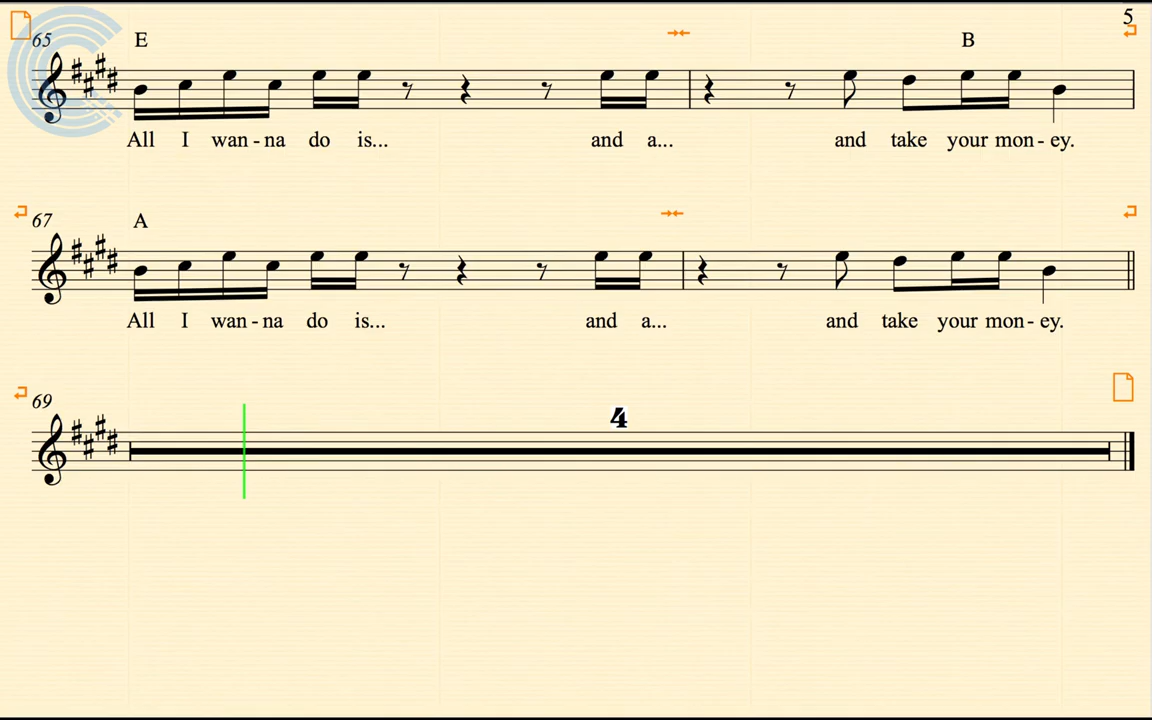 5
65 E B
All I wan - na do is... and a... and take your mon - ey.
67 A
All I wan - na do is... and a... and take your mon - ey.
69 4